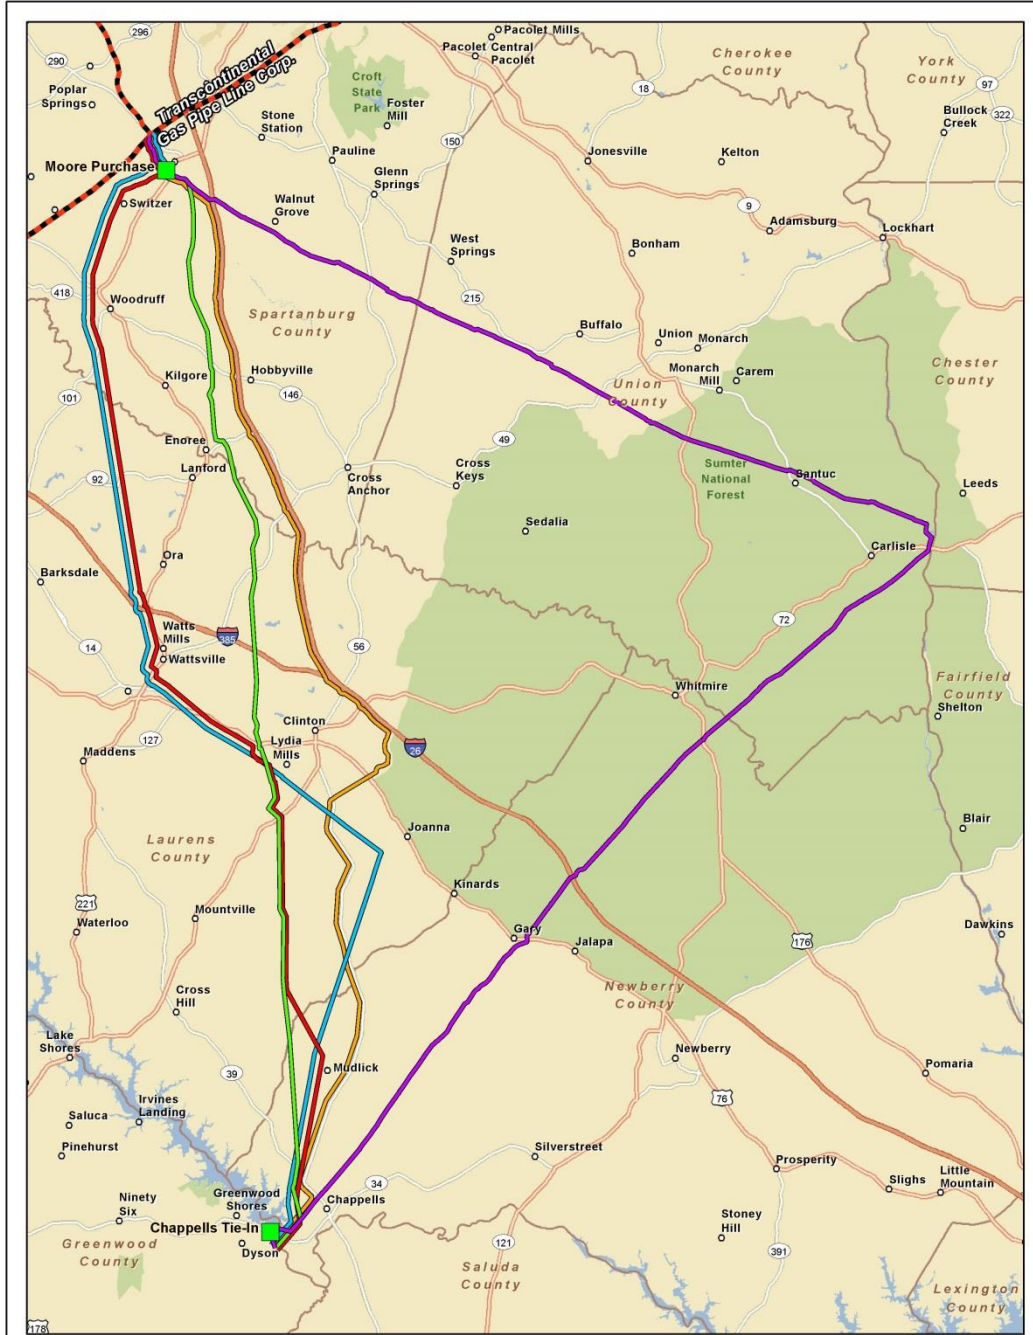 296
Pacolet Mills
Pacolet
Central
Pacolet
Cherokee
County
York
County
290
Poplar
Springs
Transcontinental
Gas Pipe Line Corp.
Croft
State
Park
Foster
Mill
18
97
322
Bullock
Creek
Stone
Station
150
Pauline
Jonesville
Kelton
Moore Purchase
Glenn
Springs
Switzer
Walnut
Grove
9
Adamsburg
Lockhart
West
Springs
Bonham
418
Woodruff
215
Spartanburg
County
Buffalo
Union
Monarch
Chester
County
Kilgore
Hobbyville
Monarch
Mill
Carem
Union
County
101
146
Enoree
49
Lanford
92
Cross
Anchor
Cross
Keys
Sumter
National
Forest
Santuc
Leeds
Sedalia
Ora
Carlisle
Barksdale
72
Watts
Mills
385
14
Wattsville
56
Whitmire
Fairfield
County
Shelton
127
Clinton
Maddens
Lydia
Mills
26
Laurens
County
Joanna
Blair
Kinards
221
Mountville
Waterloo
Gary
Jalapa
176
Dawkins
Newberry
County
Cross
Hill
Lake
Shores
Newberry
39
Mudlick
Pomaria
Irvines
Landing
76
Saluca
Pinehurst
Silverstreet
Prosperity
34
Slighs
Little
Mountain
Ninety
Six
Greenwood
Shores
Chappells
Chappells Tie-In
Stoney
Hill
Dyson
Greenwood
County
121
391
Saluda
County
Lexington
County
178